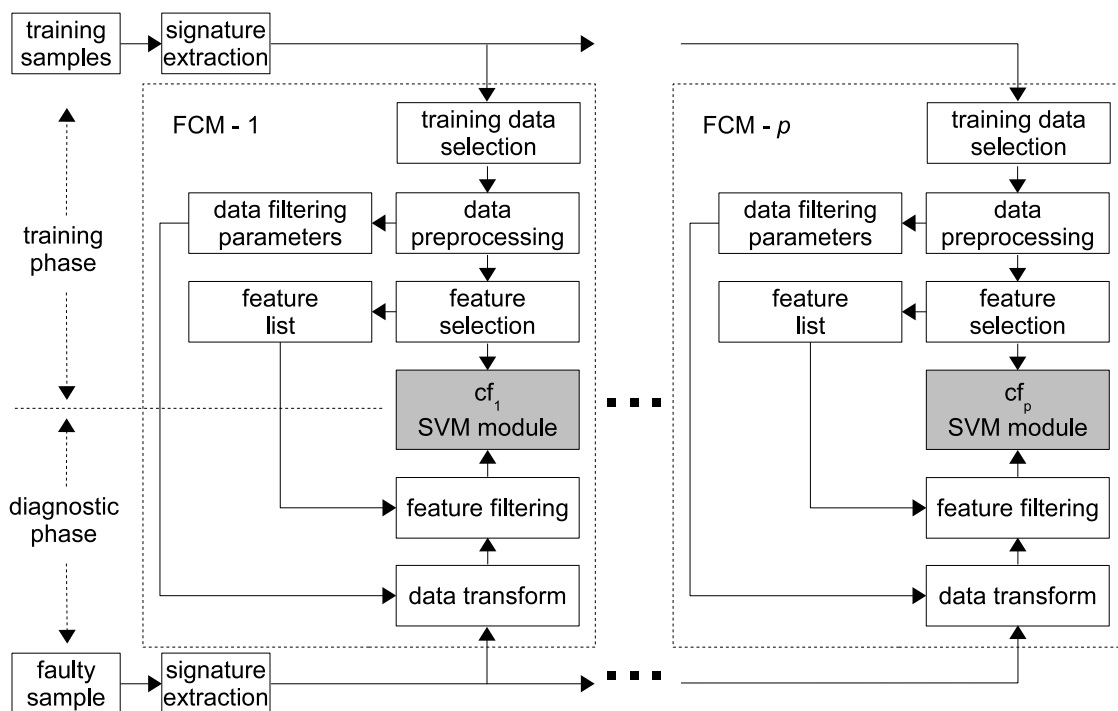 training
samples
signature
extraction
FCM - 1
training data
selection
data filtering
parameters
data
preprocessing
feature
list
feature
selection
cf1
SVM module
feature filtering
data transform
FCM - p
training data
selection
data filtering
parameters
data
preprocessing
feature
list
feature
selection
cfp
SVM module
feature filtering
data transform
training
phase
diagnostic
phase
faulty
sample
signature
extraction